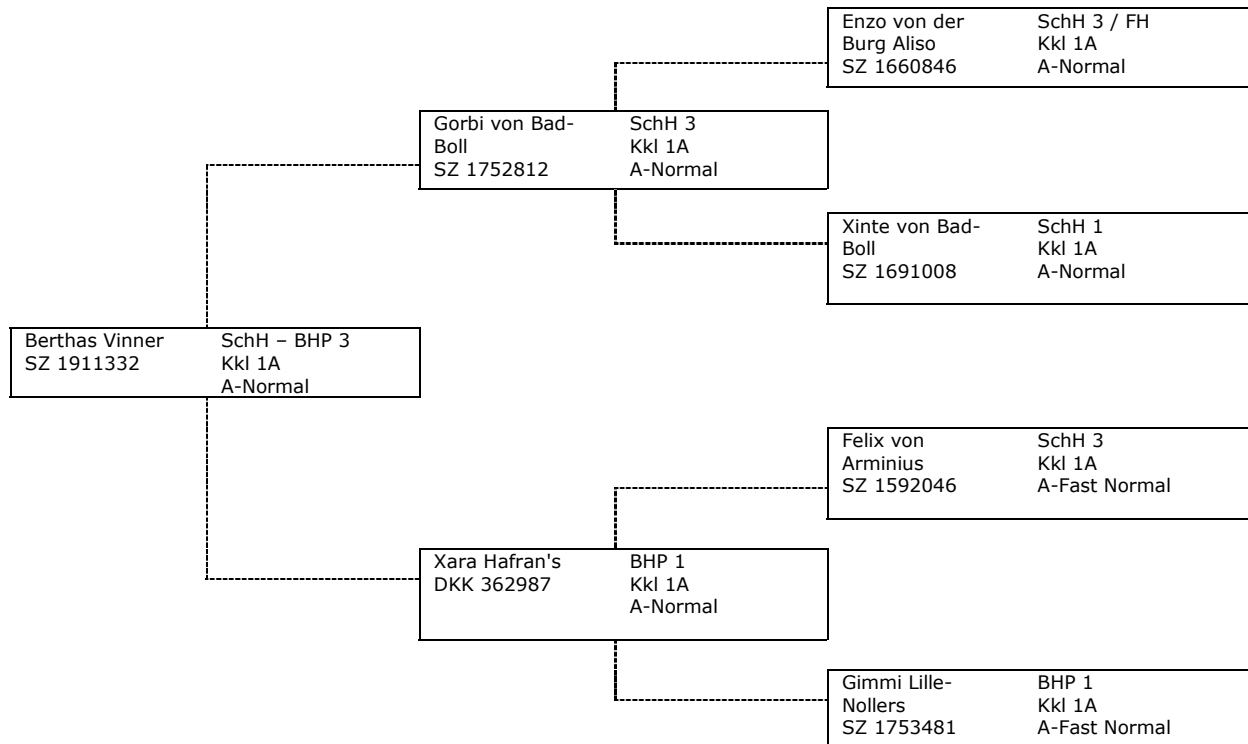 Enzo von der SchH 3 / FH
Burg Aliso Kkl 1A
SZ 1660846 A-Normal
Gorbi von Bad- SchH 3
Boll Kkl 1A
SZ 1752812 A-Normal
Xinte von Bad- SchH 1
Boll Kkl 1A
SZ 1691008 A-Normal
Berthas Vinner SchH – BHP 3
SZ 1911332 Kkl 1A
A-Normal
Felix von SchH 3
Arminius Kkl 1A
SZ 1592046 A-Fast Normal
Xara Hafran's BHP 1
DKK 362987 Kkl 1A
A-Normal
Gimmi Lille- BHP 1
Nollers Kkl 1A
SZ 1753481 A-Fast Normal